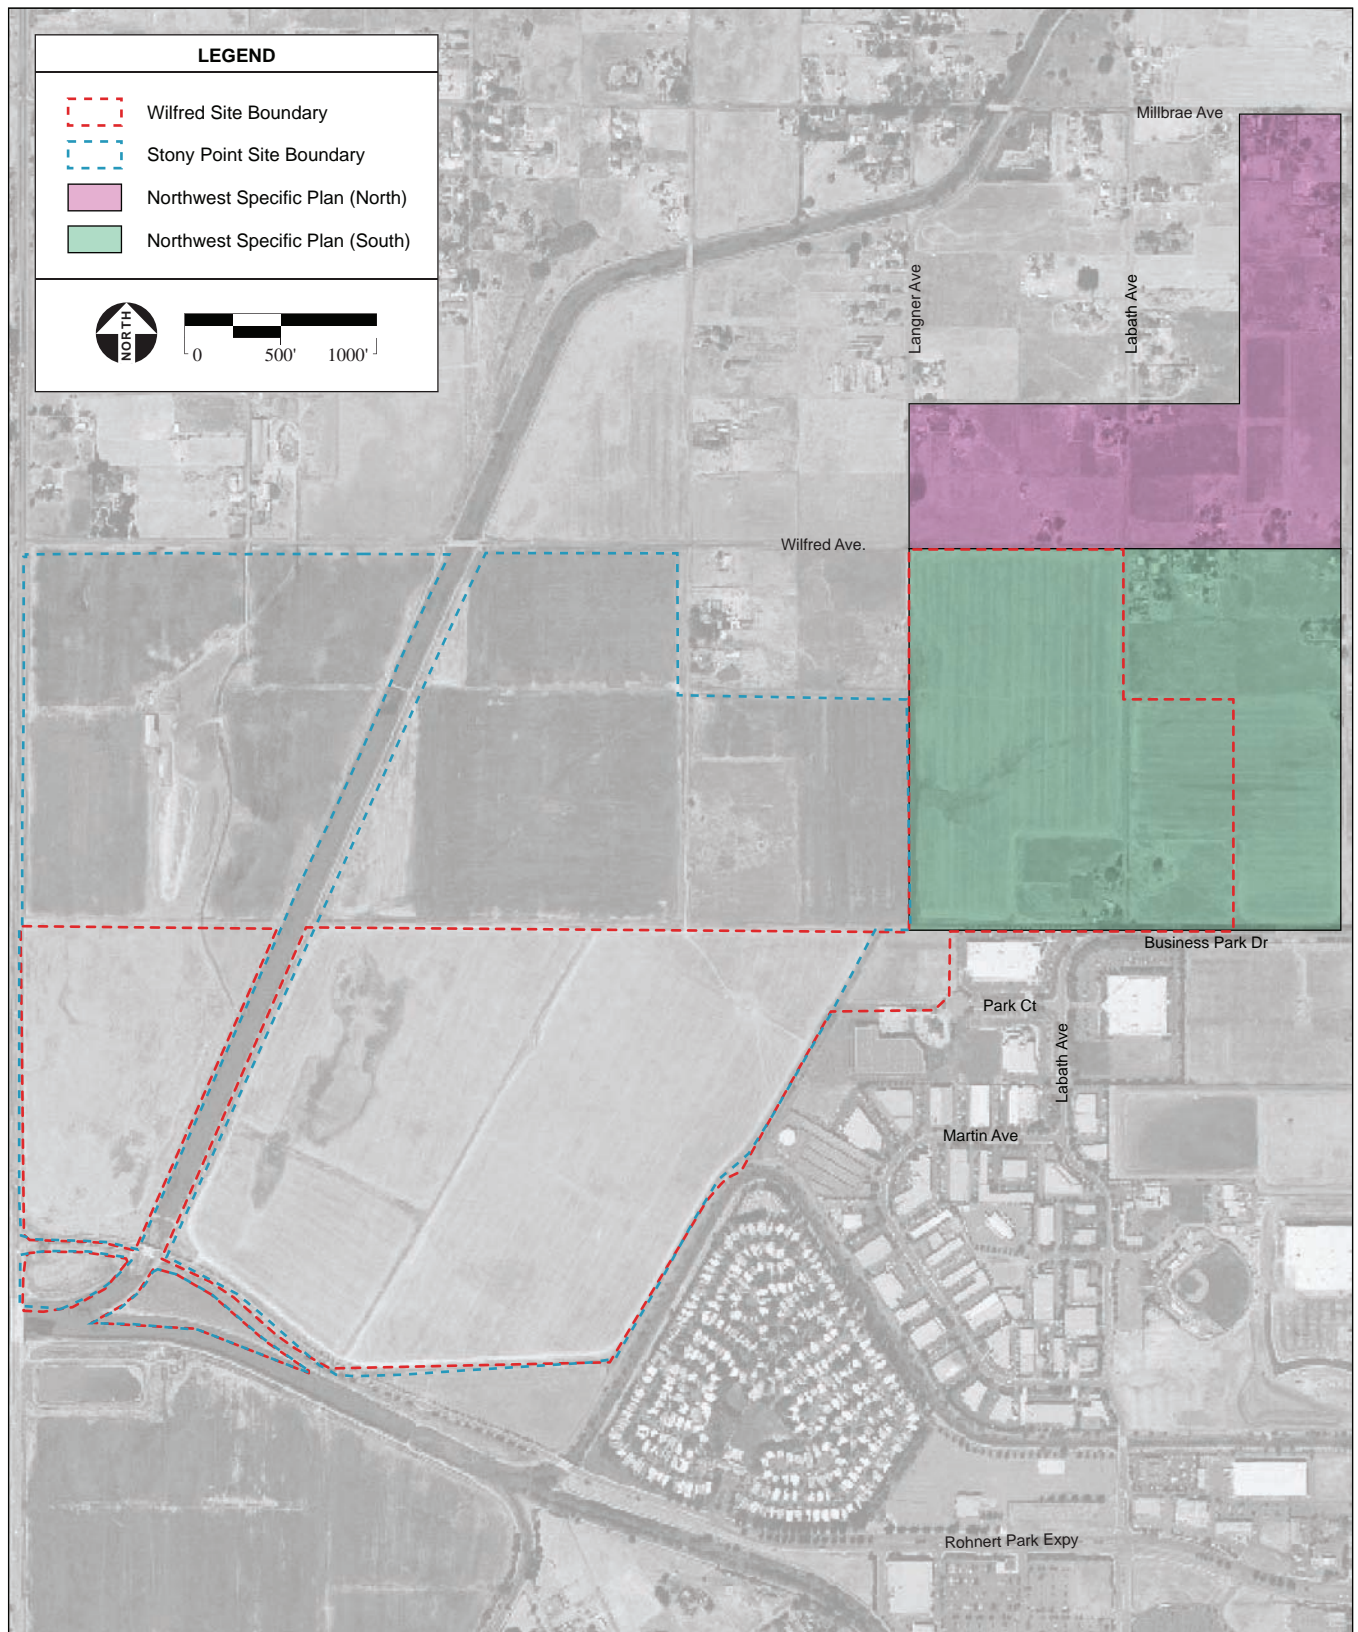 LEGEND
Wilfred Site Boundary
Stony Point Site Boundary
Northwest Specific Plan (North)
Northwest Specific Plan (South)
NORTH
0 500' 1000'
Millbrae Ave
Langner Ave
Labath Ave
Wilfred Ave.
Business Park Dr
Park Ct
Labath Ave
Martin Ave
Rohnert Park Expy